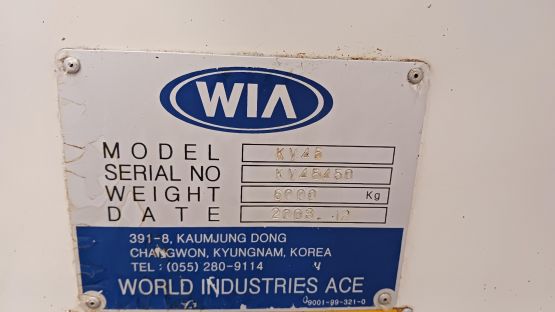 WIA
MODEL KV45
SERIAL NO KV45450
WEIGHT 6000 Kg
DATE 2003. 12
391-8, KAUMJUNG DONG
CHANGWON, KYUNGNAM, KOREA
TEL : (055) 280-9114
WORLD INDUSTRIES ACE
Q9001-99-321-0